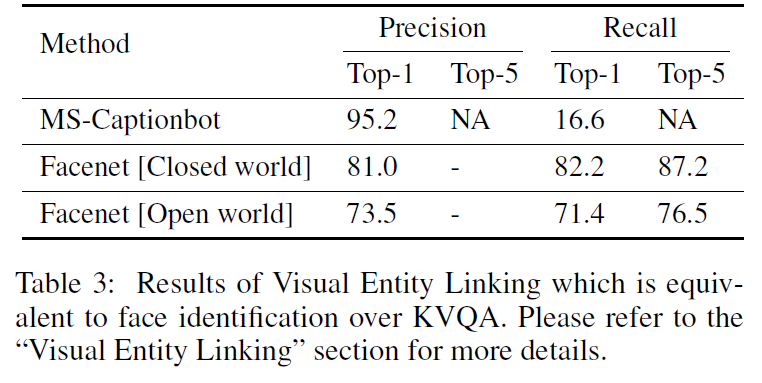 Method Precision Recall
Top-1 Top-5 Top-1 Top-5
MS-Captionbot 95.2 NA 16.6 NA
Facenet [Closed world] 81.0 - 82.2 87.2
Facenet [Open world] 73.5 - 71.4 76.5
Table 3: Results of Visual Entity Linking which is equiv-
alent to face identification over KVQA. Please refer to the
“Visual Entity Linking” section for more details.